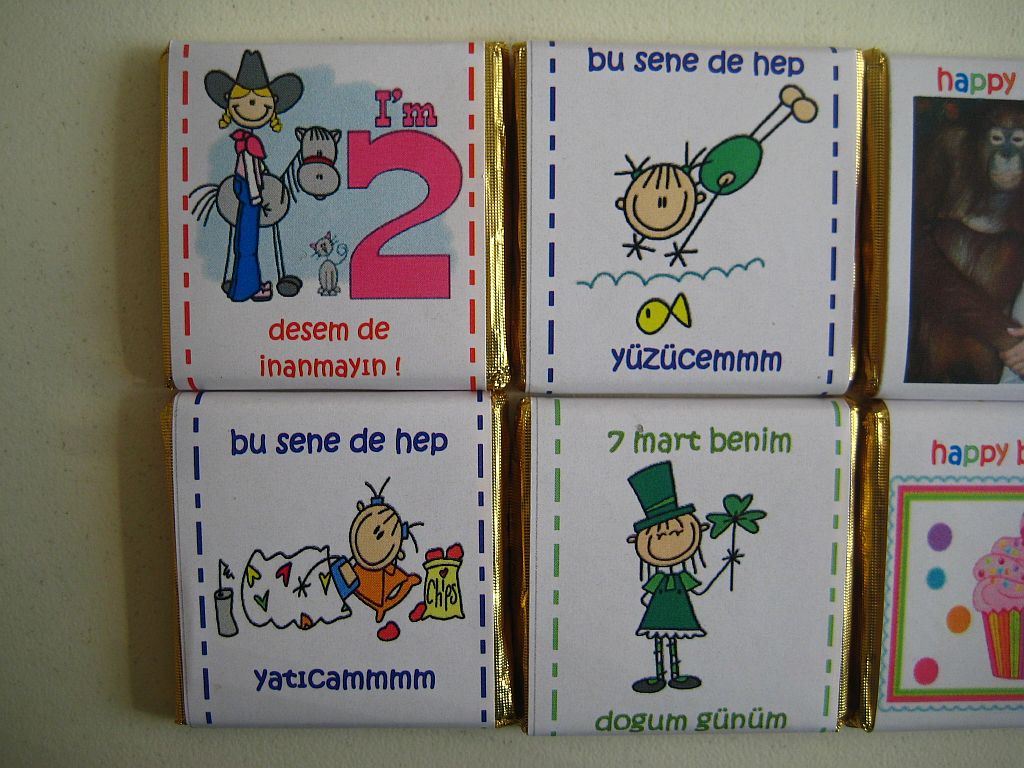 I'm
2
desem de
inanmayın !
bu sene de hep
yüzücemmm
happy
bu sene de hep
Chips
yatıcammmm
7 mart benim
dogum günüm
happy b